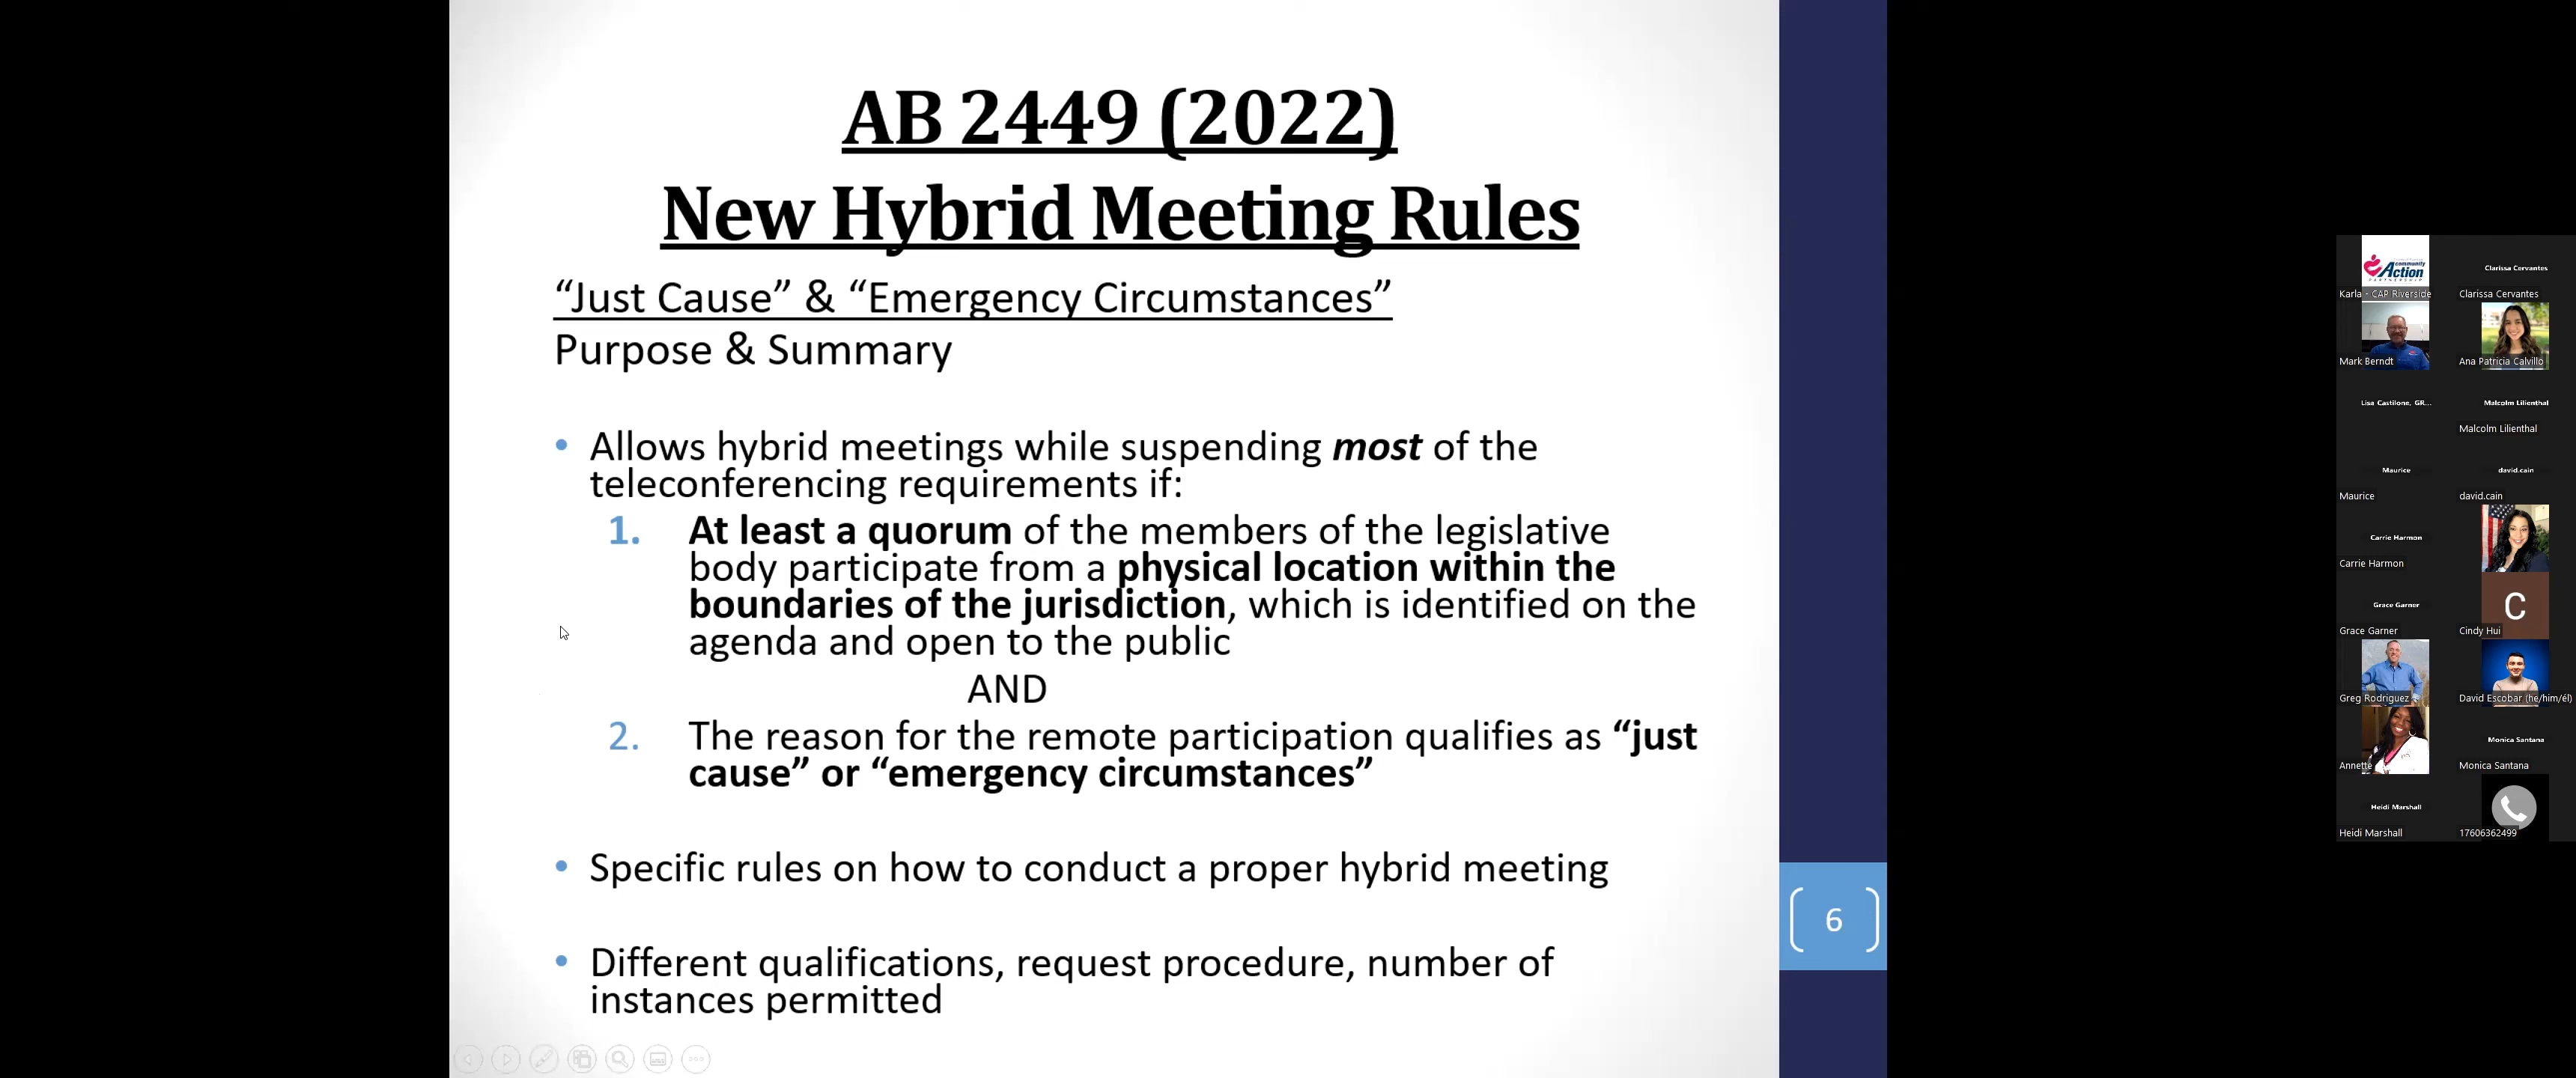 AB 2449 (2022)
New Hybrid Meeting Rules
“Just Cause” & “Emergency Circumstances”
Purpose & Summary
• Allows hybrid meetings while suspending most of the
teleconferencing requirements if:
1. At least a quorum of the members of the legislative
body participate from a physical location within the
boundaries of the jurisdiction, which is identified on the
agenda and open to the public
AND
2. The reason for the remote participation qualifies as “just
cause” or “emergency circumstances”
• Specific rules on how to conduct a proper hybrid meeting
• Different qualifications, request procedure, number of
instances permitted
6
community
Action
PARTNERSHIP
Karla - CAP Riverside
Clarissa Cervantes
Clarissa Cervantes
Mark Berndt
Ana Patricia Calvillo
Lisa Castilone, GR...
Malcolm Lilienthal
Malcolm Lilienthal
Maurice
david.cain
Maurice
david.cain
Carrie Harmon
Carrie Harmon
Grace Garner
C
Grace Garner
Cindy Hui
Greg Rodriguez
David Escobar (he/him/él)
Monica Santana
Annette
Monica Santana
Heidi Marshall
Heidi Marshall
17606362499